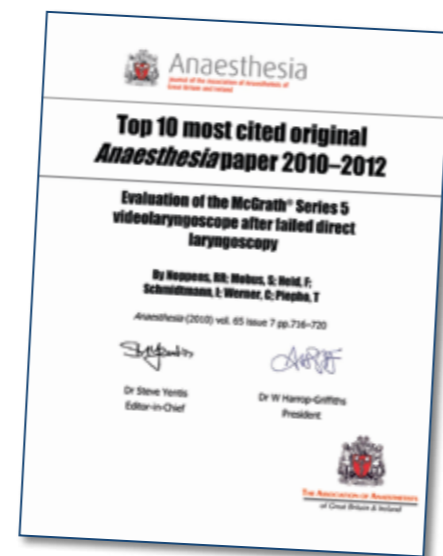 Anaesthesia
Journal of the Association of Anaesthetists of
Great Britain and Ireland
Top 10 most cited original
Anaesthesia paper 2010–2012
Evaluation of the McGrath® Series 5
videolaryngoscope after failed direct
laryngoscopy
By Noppens, RR; Mobus, S; Heid, F;
Schmidtmann, I; Werner, C; Piepho, T
Anaesthesia (2010) vol. 65 issue 7 pp.716–720
Dr Steve Yentis
Editor-in-Chief
Dr W Harrop-Griffiths
President
The Association of Anaesthetists
of Great Britain & Ireland